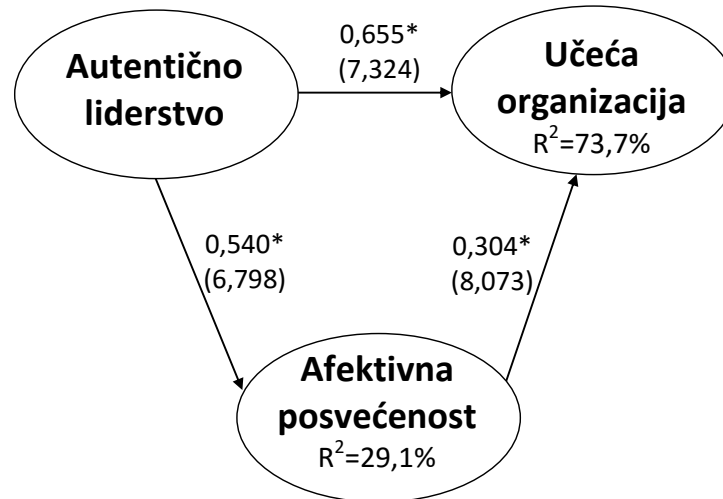 Autentično
liderstvo
0,655*
(7,324)
Učeća
organizacija
R²=73,7%
0,540*
(6,798)
0,304*
(8,073)
Afektivna
posvećenost
R²=29,1%